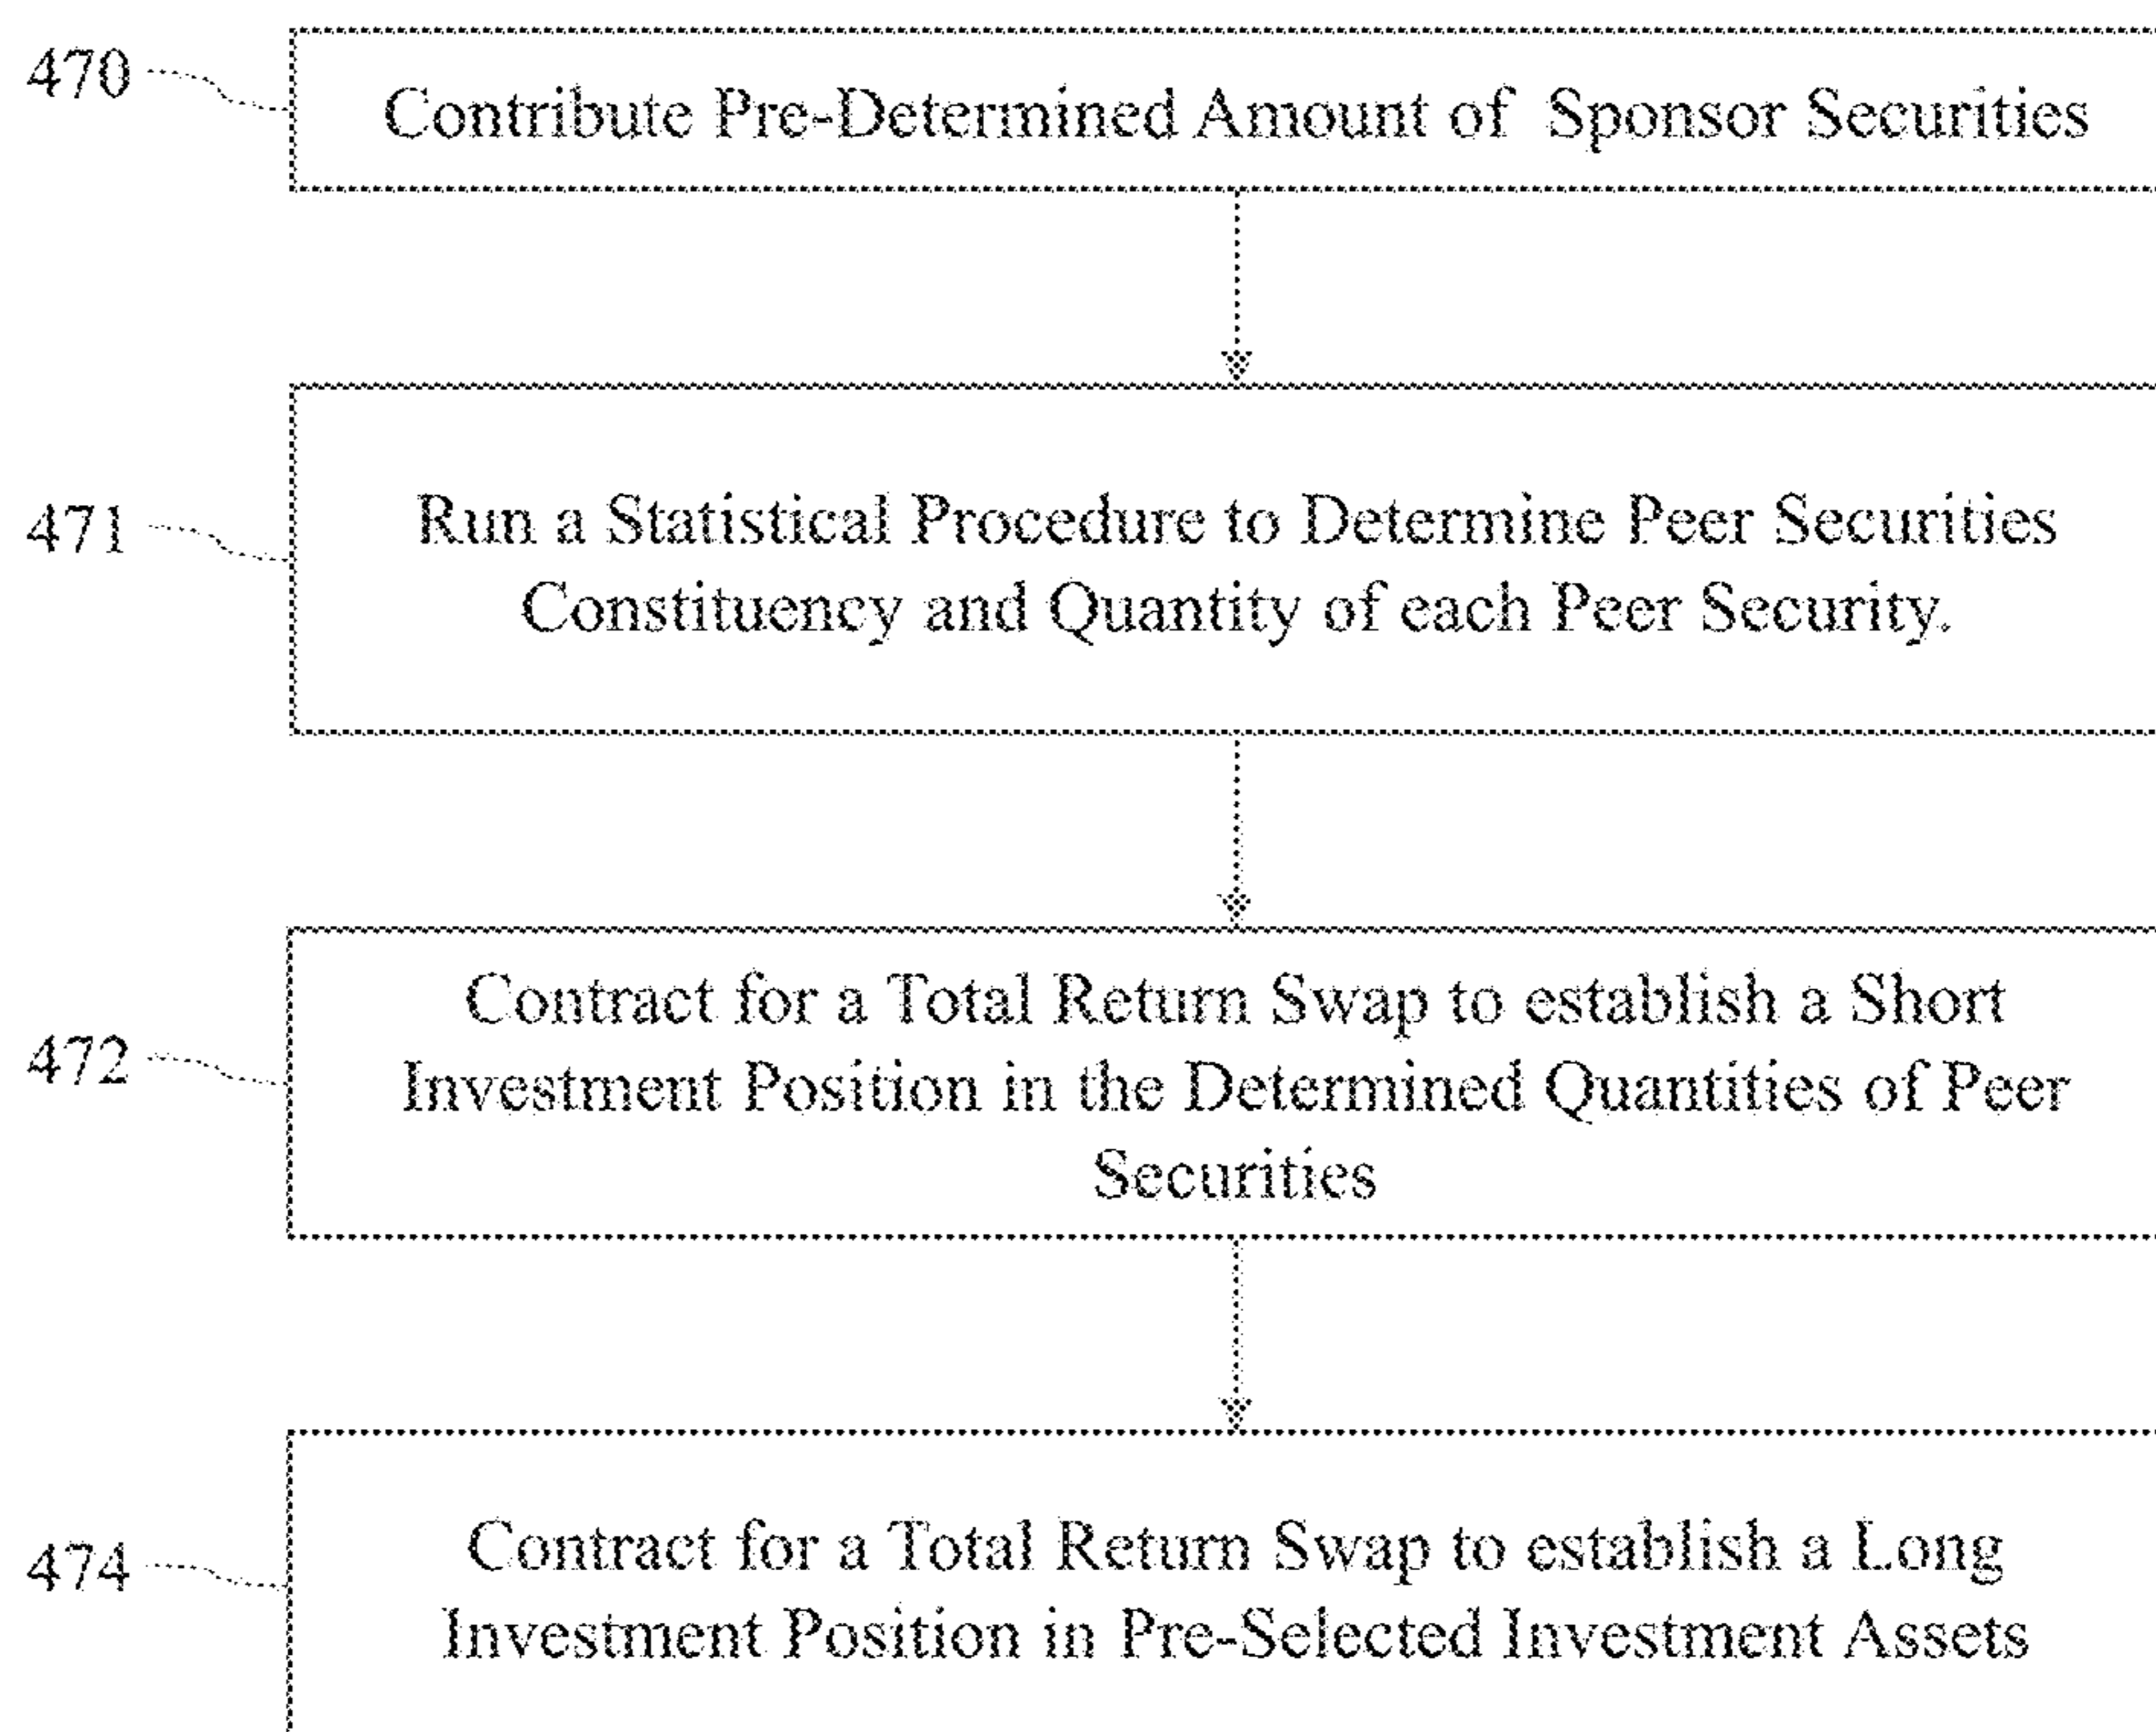 470
Contribute Pre-Determined Amount of Sponsor Securities
471
Run a Statistical Procedure to Determine Peer Securities
Constituency and Quantity of each Peer Security.
472
Contract for a Total Return Swap to establish a Short
Investment Position in the Determined Quantities of Peer
Securities
474
Contract for a Total Return Swap to establish a Long
Investment Position in Pre-Selected Investment Assets